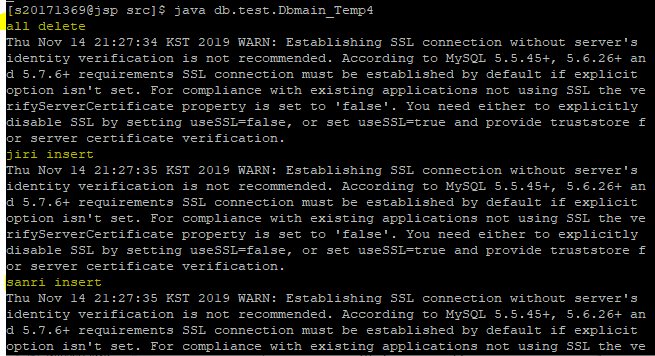 [s20171369@jsp src]$ java db.test.Dbmain_Temp4
all delete
Thu Nov 14 21:27:34 KST 2019 WARN: Establishing SSL connection without server's
identity verification is not recommended. According to MySQL 5.5.45+, 5.6.26+ an
d 5.7.6+ requirements SSL connection must be established by default if explicit
option isn't set. For compliance with existing applications not using SSL the ve
rifyServerCertificate property is set to 'false'. You need either to explicitly
disable SSL by setting useSSL=false, or set useSSL=true and provide truststore f
or server certificate verification.
jiri insert
Thu Nov 14 21:27:35 KST 2019 WARN: Establishing SSL connection without server's
identity verification is not recommended. According to MySQL 5.5.45+, 5.6.26+ an
d 5.7.6+ requirements SSL connection must be established by default if explicit
option isn't set. For compliance with existing applications not using SSL the ve
rifyServerCertificate property is set to 'false'. You need either to explicitly
disable SSL by setting useSSL=false, or set useSSL=true and provide truststore f
or server certificate verification.
sanri insert
Thu Nov 14 21:27:35 KST 2019 WARN: Establishing SSL connection without server's
identity verification is not recommended. According to MySQL 5.5.45+, 5.6.26+ an
d 5.7.6+ requirements SSL connection must be established by default if explicit
option isn't set. For compliance with existing applications not using SSL the ve